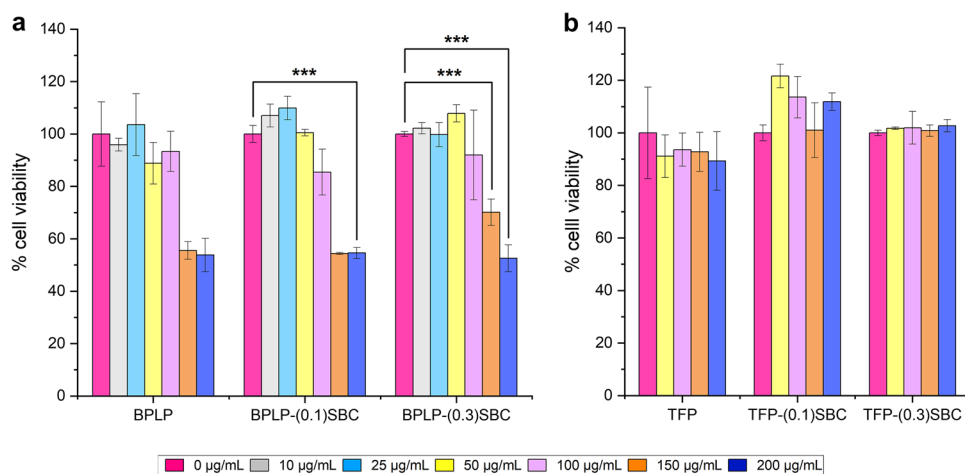 a
***
***
***
% cell viability
140
120
100
80
60
40
20
0
BPLP BPLP-(0.1)SBC BPLP-(0.3)SBC
b
% celll viability
140
120
100
80
60
40
20
0
TFP TFP-(0.1)SBC TFP-(0.3)SBC
0 µg/mL 10 µg/mL 25 µg/mL 50 µg/mL 100 µg/mL 150 µg/mL 200 µg/mL